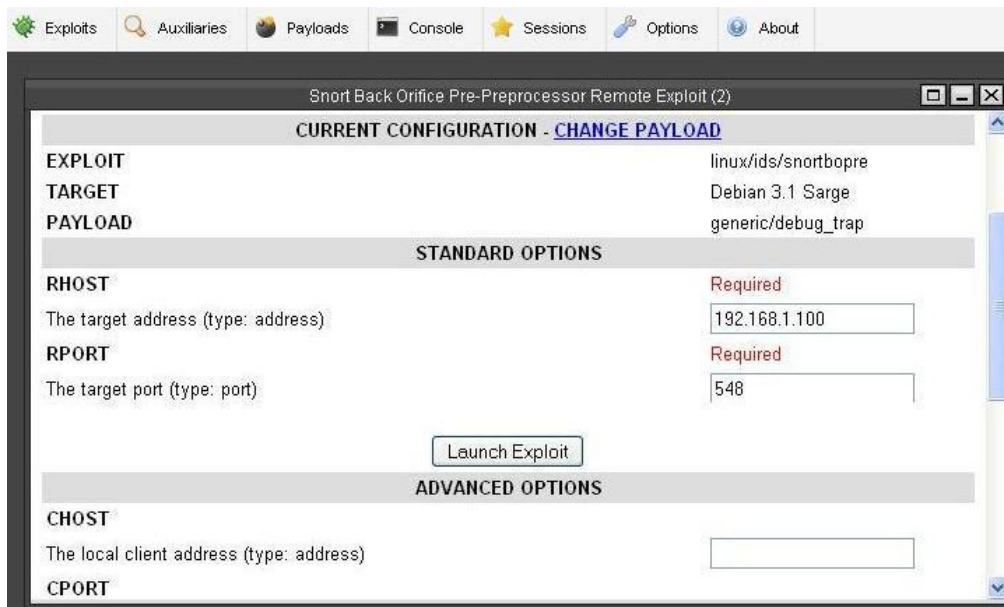 Exploits Auxiliaries Payloads Console Sessions Options About
Snort Back Orifice Pre-Preprocessor Remote Exploit (2)
CURRENT CONFIGURATION - CHANGE PAYLOAD
EXPLOIT linux/ids/snortbopre
TARGET Debian 3.1 Sarge
PAYLOAD generic/debug_trap
STANDARD OPTIONS
RHOST Required
The target address (type: address) 192.168.1.100
RPORT Required
The target port (type: port) 548
Launch Exploit
ADVANCED OPTIONS
CHOST
The local client address (type: address)
CPORT